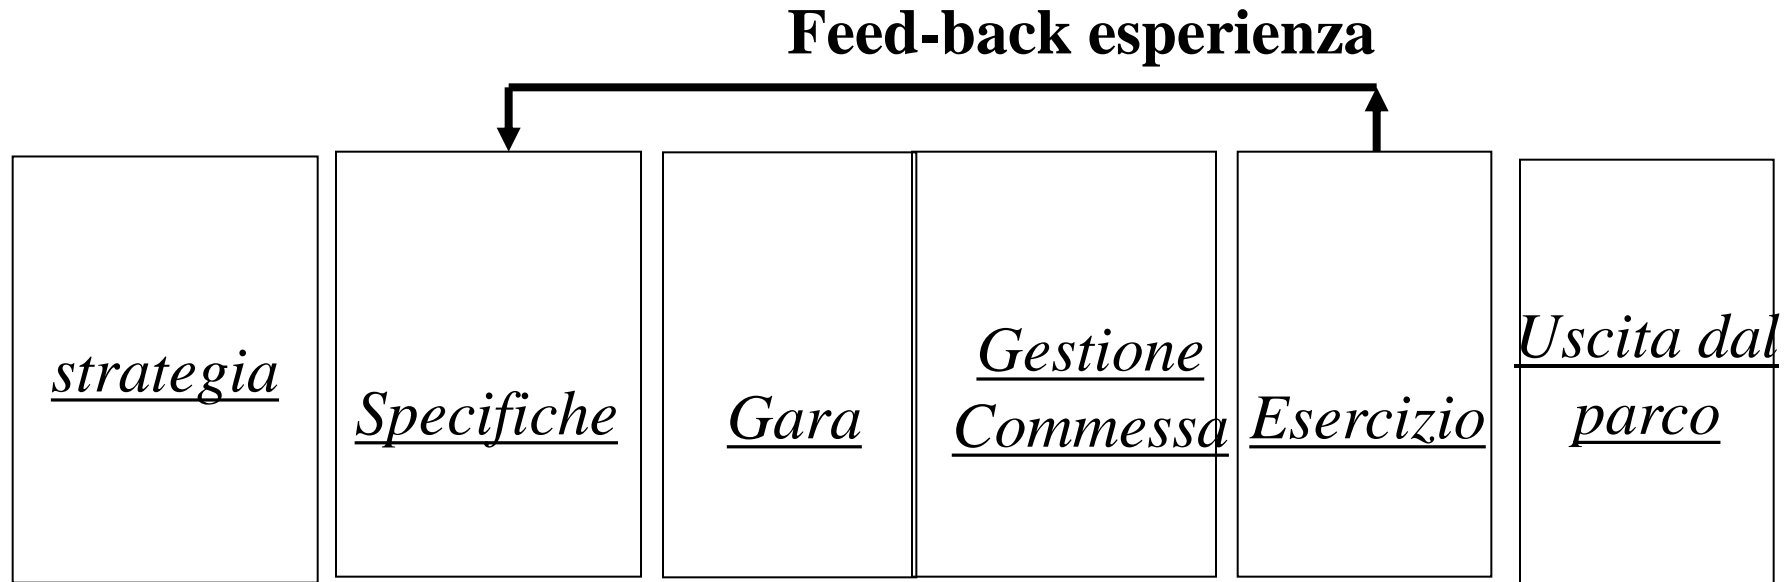 Feed-back esperienza
strategia
Specifiche
Gara
Gestione
Commessa
Esercizio
Uscita dal
parco